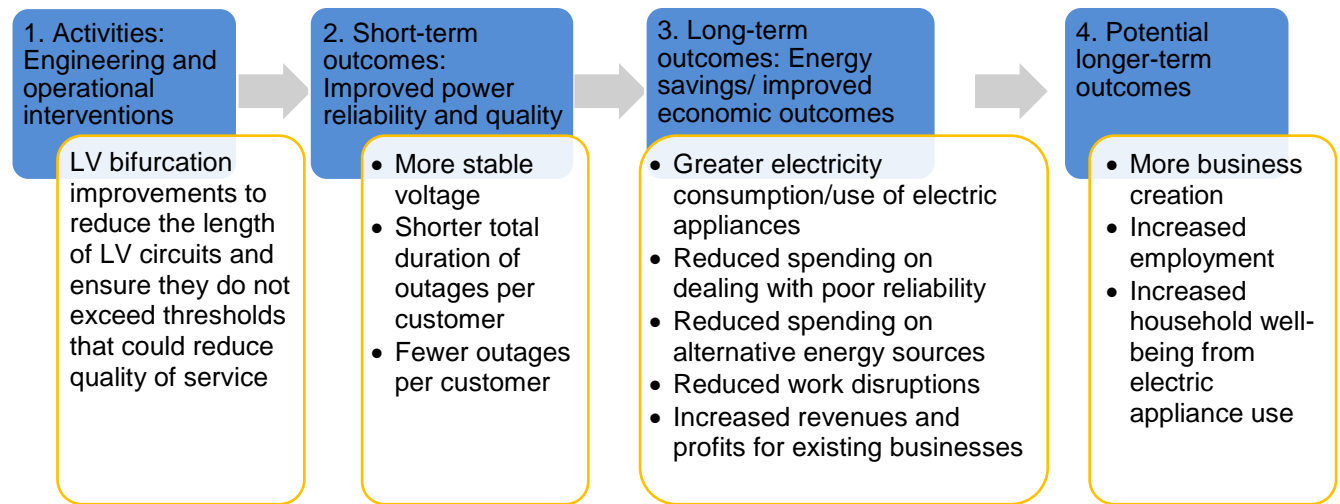 1. Activities:
Engineering and
operational
interventions
LV bifurcation
improvements to
reduce the length
of LV circuits and
ensure they do not
exceed thresholds
that could reduce
quality of service
2. Short-term
outcomes:
Improved power
reliability and quality
• More stable
voltage
• Shorter total
duration of
outages per
customer
• Fewer outages
per customer
3. Long-term
outcomes: Energy
savings/ improved
economic outcomes
• Greater electricity
consumption/use of electric
appliances
• Reduced spending on
dealing with poor reliability
• Reduced spending on
alternative energy sources
• Reduced work disruptions
• Increased revenues and
profits for existing businesses
4. Potential
longer-term
outcomes
• More business
creation
• Increased
employment
• Increased
household well-
being from
electric
appliance use